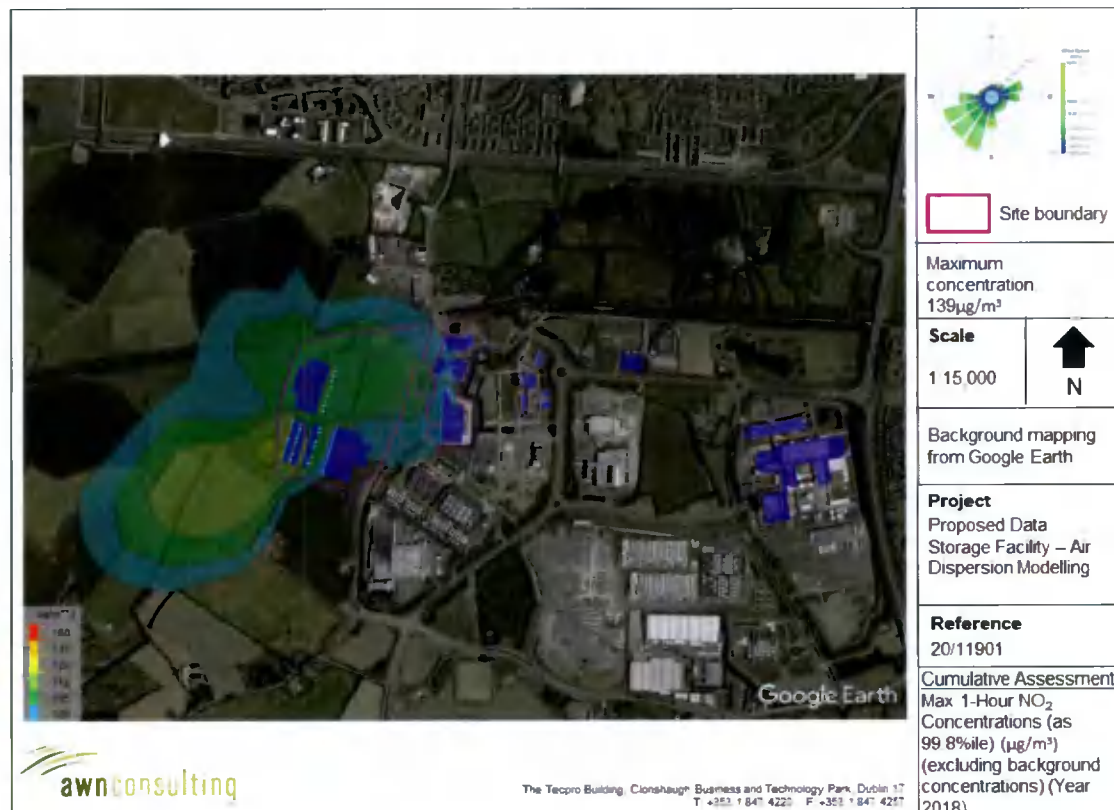 Site boundary
Maximum
concentration
139µg/m³
Scale
1 15,000
N
Background mapping
from Google Earth
Project
Proposed Data
Storage Facility – Air
Dispersion Modelling
Reference
20/11901
Cumulative Assessment
Max 1-Hour NO₂
Concentrations (as
99 8%ile) (µg/m³)
(excluding background
concentrations) (Year
2018)
Google Earth
awnconsulting
The Tecpro Building, Clonshaugh Business and Technology Park, Dublin 17